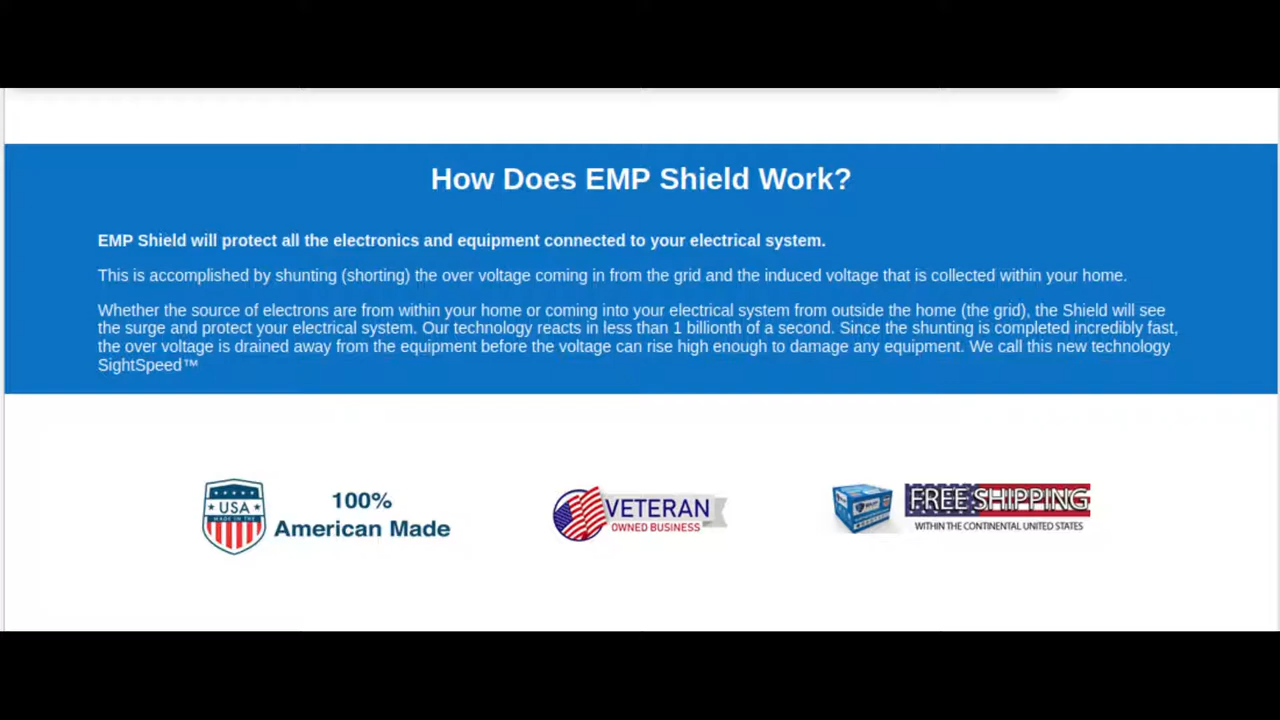 How Does EMP Shield Work?
EMP Shield will protect all the electronics and equipment connected to your electrical system.
This is accomplished by shunting (shorting) the over voltage coming in from the grid and the induced voltage that is collected within your home.
Whether the source of electrons are from within your home or coming into your electrical system from outside the home (the grid), the Shield will see
the surge and protect your electrical system. Our technology reacts in less than 1 billionth of a second. Since the shunting is completed incredibly fast,
the over voltage is drained away from the equipment before the voltage can rise high enough to damage any equipment. We call this new technology
SightSpeed™
USA
MADE IN THE
100%
American Made
VETERAN
OWNED BUSINESS
FREE SHIPPING
WITHIN THE CONTINENTAL UNITED STATES